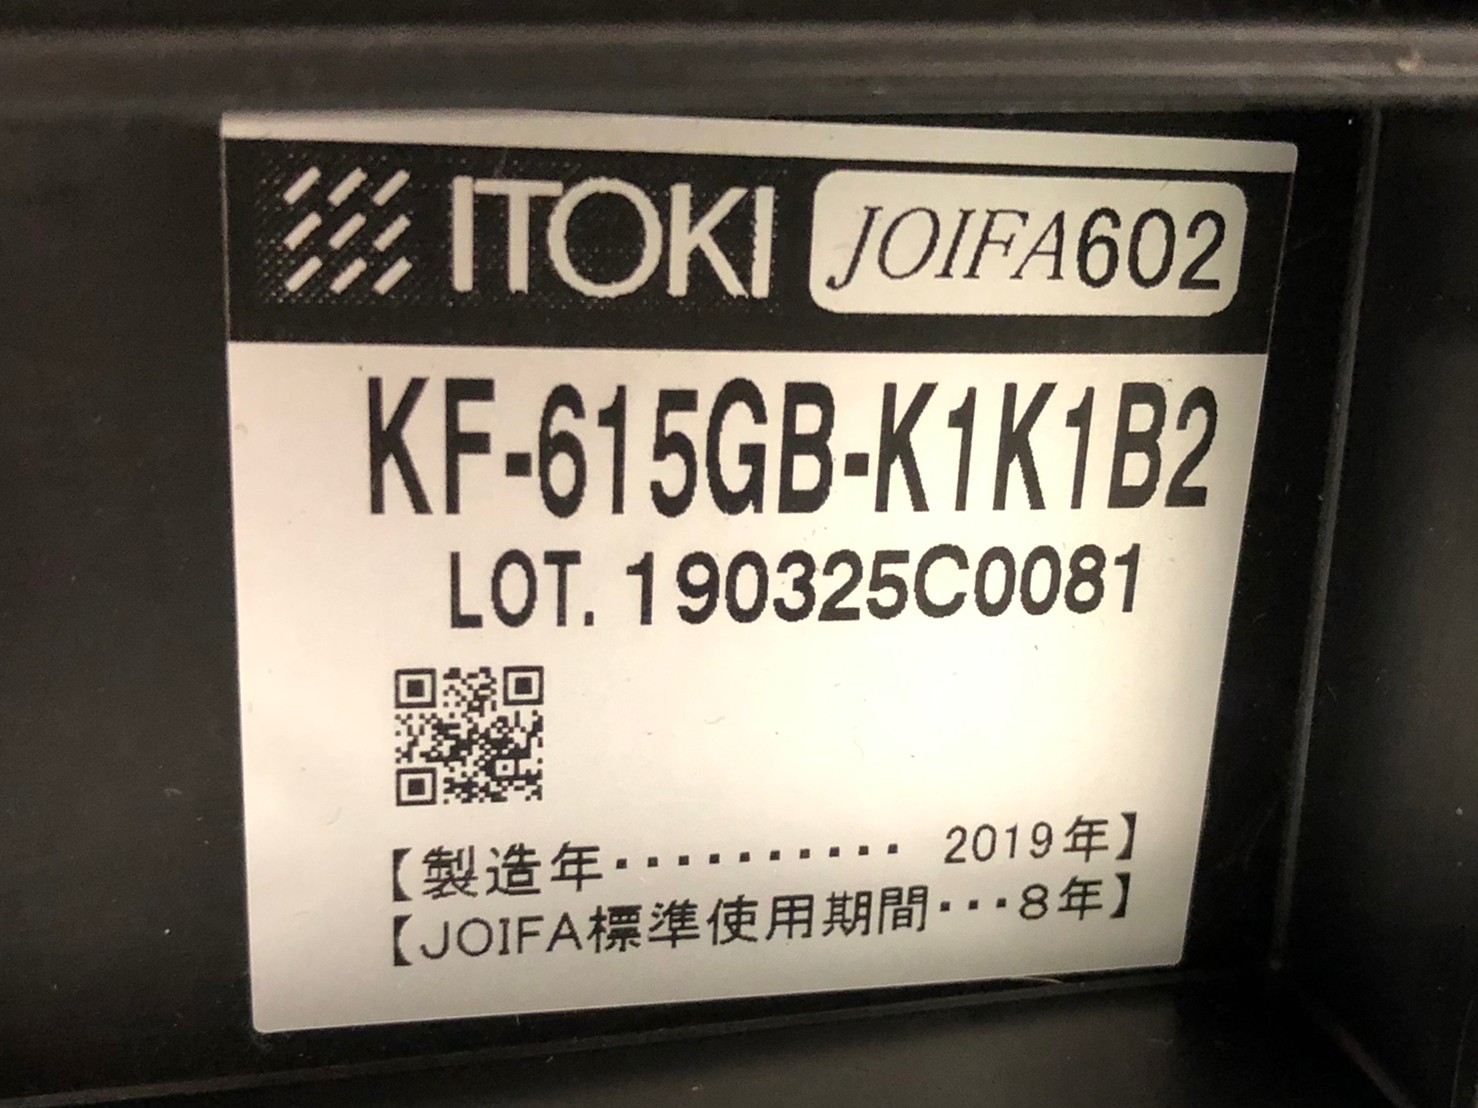 ITOKI JOIFA602
KF-615GB-K1K1B2
LOT. 190325C0081
【製造年·········· 2019年】
【JOIFA標準使用期間···8年】